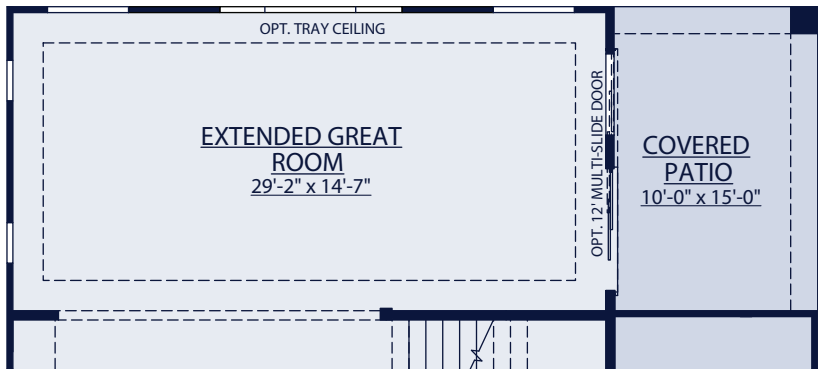 OPT. TRAY CEILING
EXTENDED GREAT
ROOM
29'-2" x 14'-7"
OPT. 12' MULTI-SLIDE DOOR
COVERED
PATIO
10'-0" x 15'-0"